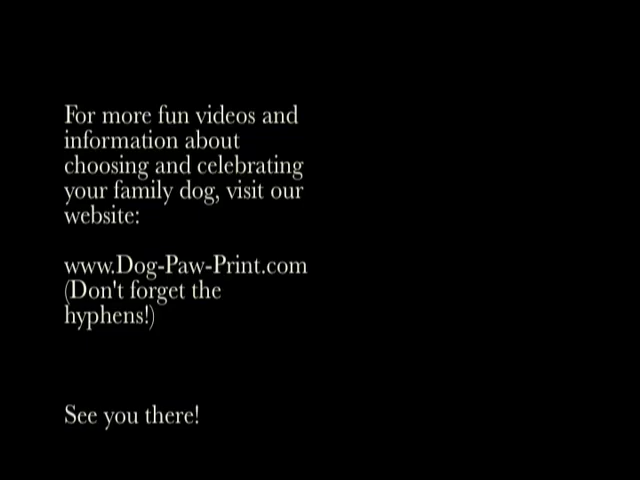 For more fun videos and
information about
choosing and celebrating
your family dog, visit our
website:
www.Dog-Paw-Print.com
(Don't forget the
hyphens!)
See you there!